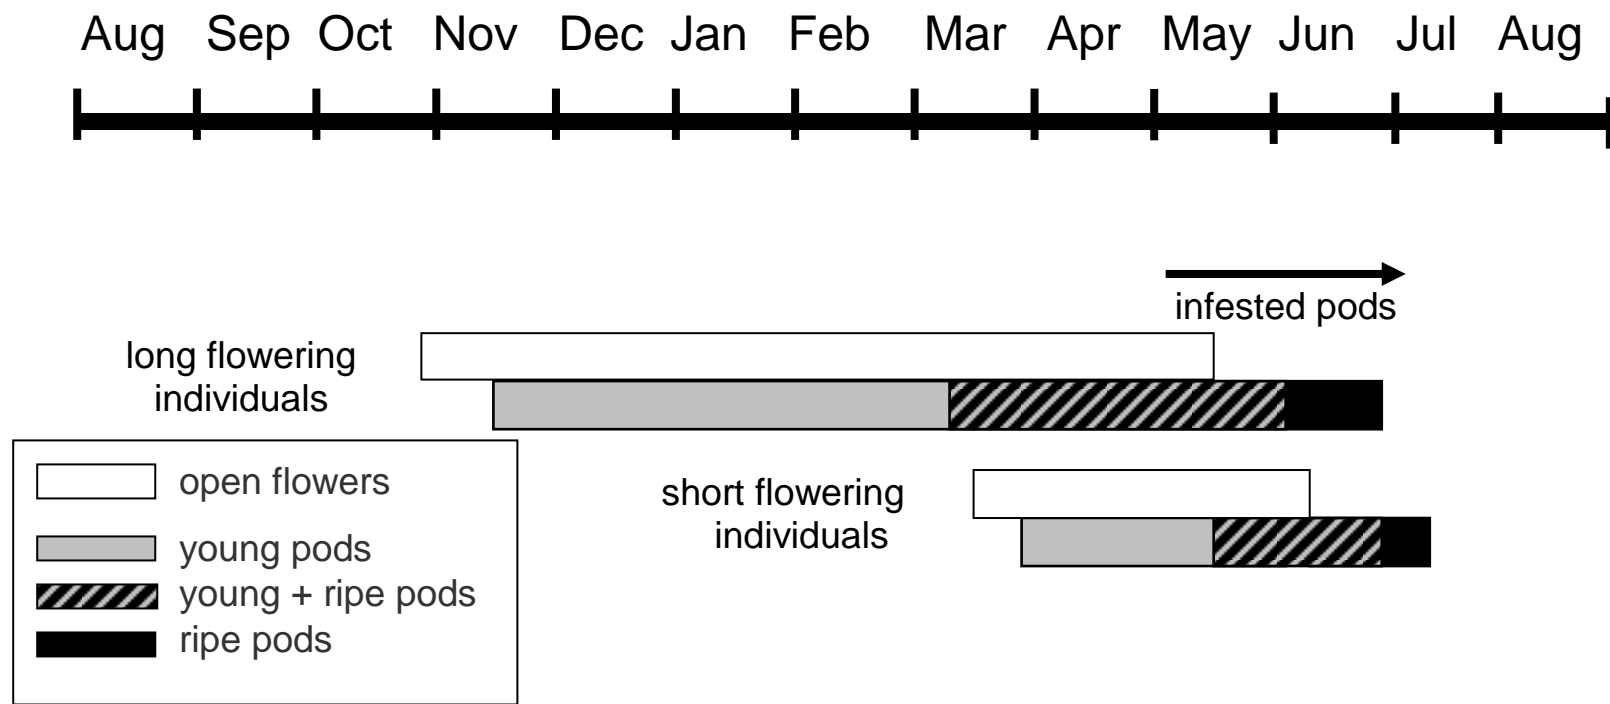 Aug Sep Oct Nov Dec Jan Feb Mar Apr May Jun Jul Aug
infested pods
long flowering
individuals
short flowering
individuals
open flowers
young pods
young + ripe pods
ripe pods